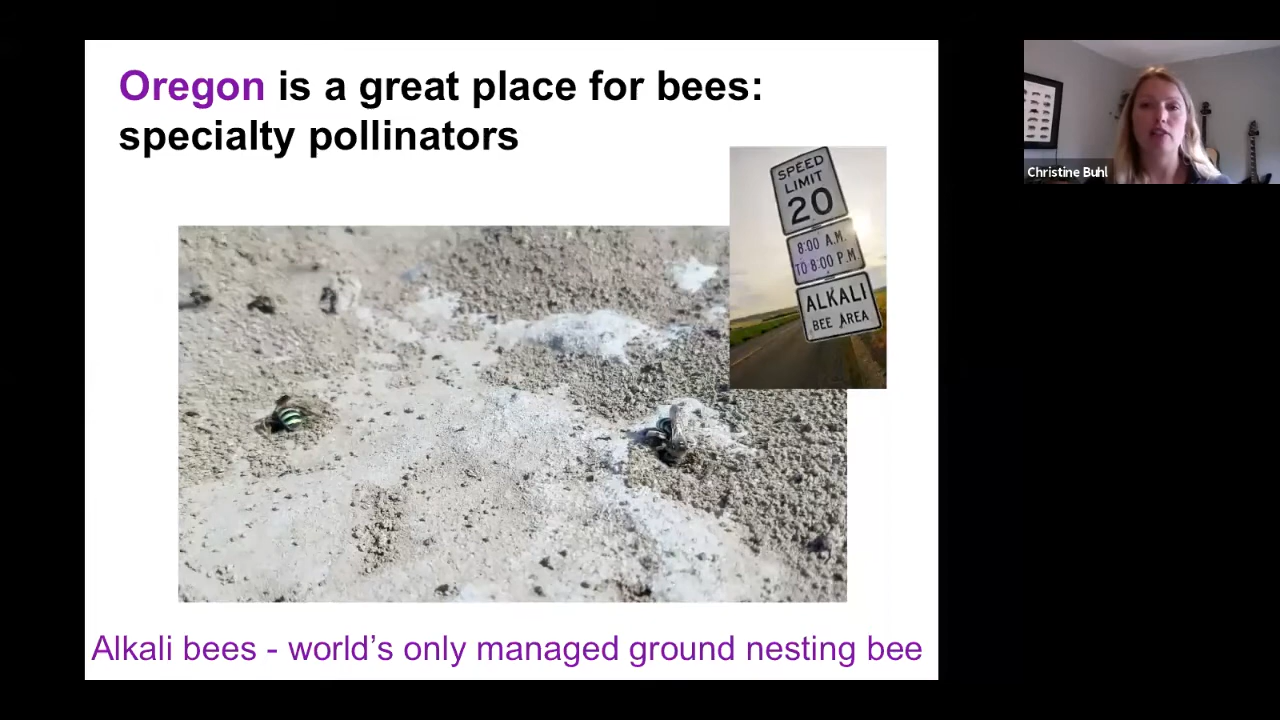 Oregon is a great place for bees:
specialty pollinators
SPEED
LIMIT
20
8:00 A.M.
TO 8:00 P.M.
ALKALI
BEE AREA
Alkali bees - world's only managed ground nesting bee
Christine Buhl